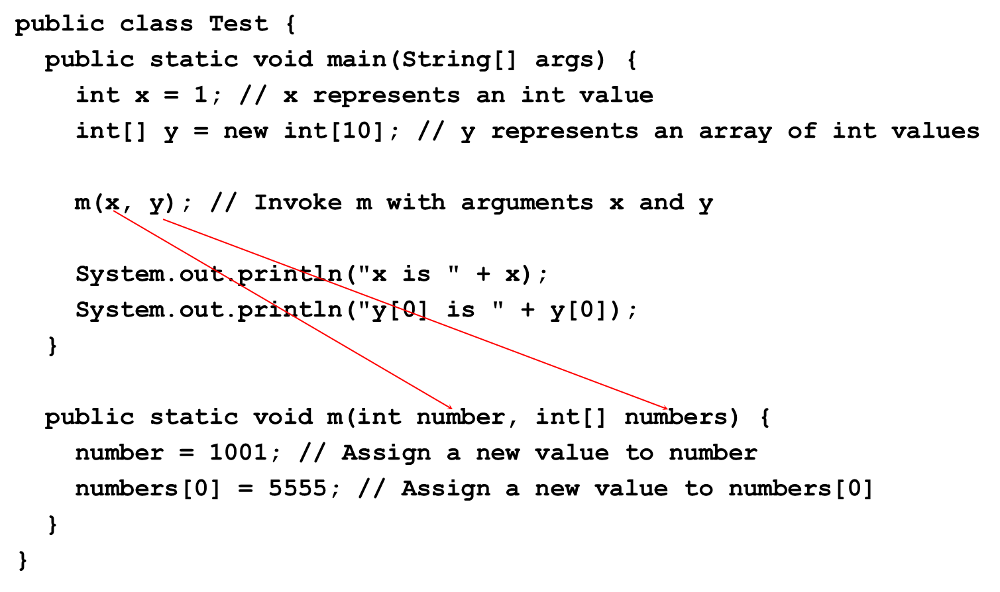 public class Test {
  public static void main(String[] args) {
    int x = 1; // x represents an int value
    int[] y = new int[10]; // y represents an array of int values
    m(x, y); // Invoke m with arguments x and y
    System.out.println("x is " + x);
    System.out.println("y[0] is " + y[0]);
  }
  public static void m(int number, int[] numbers) {
    number = 1001; // Assign a new value to number
    numbers[0] = 5555; // Assign a new value to numbers[0]
  }
}